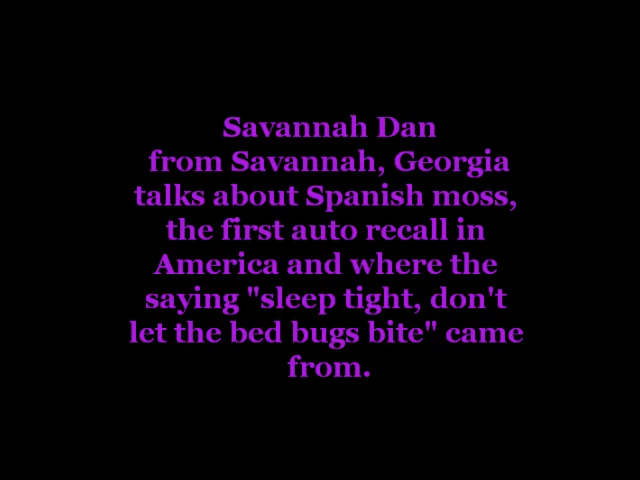 Savannah Dan
from Savannah, Georgia
talks about Spanish moss,
the first auto recall in
America and where the
saying "sleep tight, don't
let the bed bugs bite" came
from.